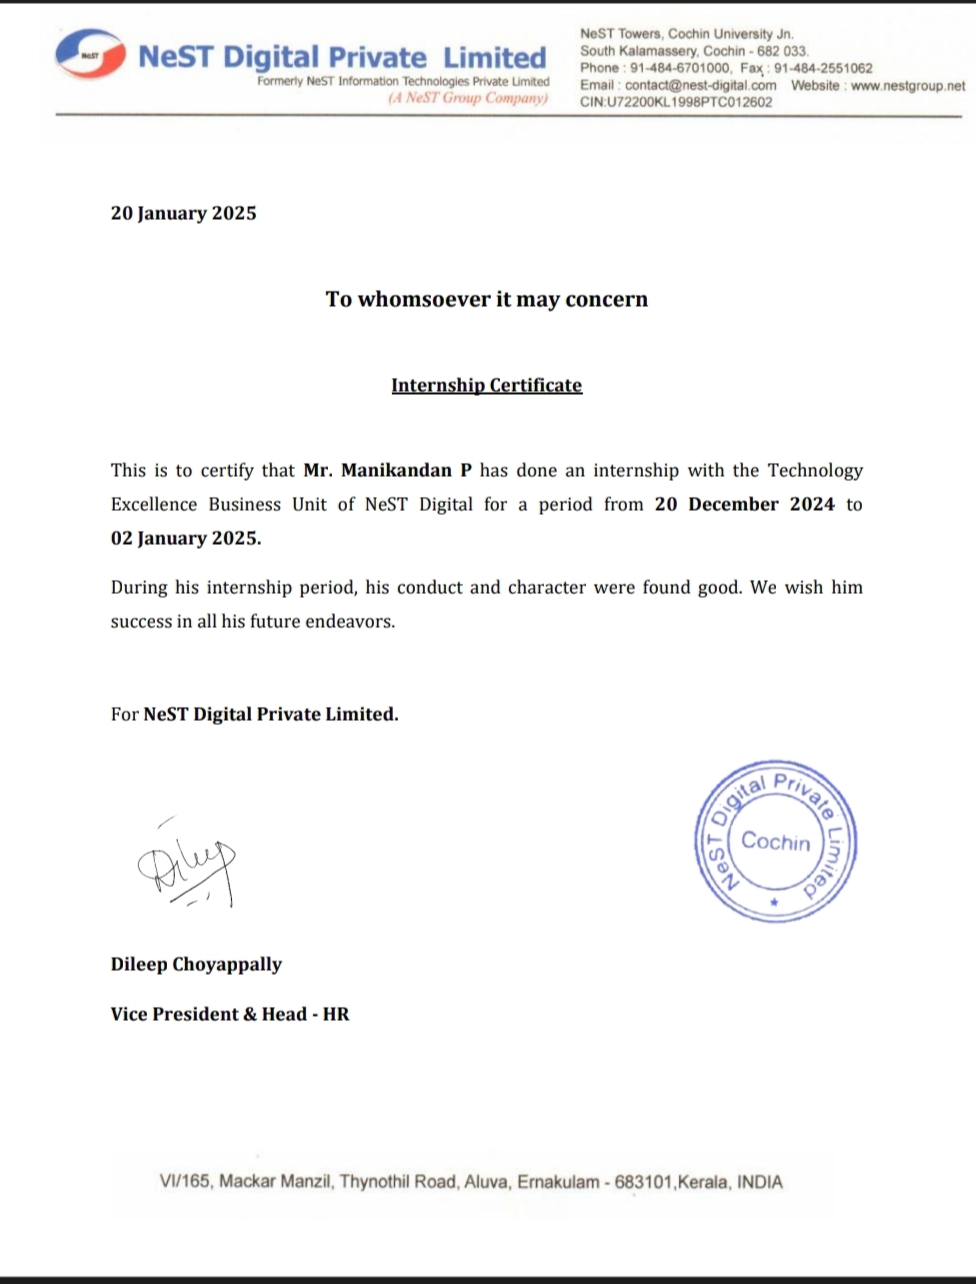 NeST
NeST Digital Private Limited
Formerly NeST Information Technologies Private Limited
(A NeST Group Company)
NeST Towers, Cochin University Jn.
South Kalamassery, Cochin - 682 033.
Phone : 91-484-6701000, Fax : 91-484-2551062
Email : contact@nest-digital.com Website : www.nestgroup.net
CIN:U72200KL1998PTC012602
20 January 2025
To whomsoever it may concern
Internship Certificate
This is to certify that Mr. Manikandan P has done an internship with the Technology
Excellence Business Unit of NeST Digital for a period from 20 December 2024 to
02 January 2025.
During his internship period, his conduct and character were found good. We wish him
success in all his future endeavors.
For NeST Digital Private Limited.
Dileep
NeST Digital Private Limited
Cochin
Dileep Choyappally
Vice President & Head - HR
VI/165, Mackar Manzil, Thynothil Road, Aluva, Ernakulam - 683101,Kerala, INDIA